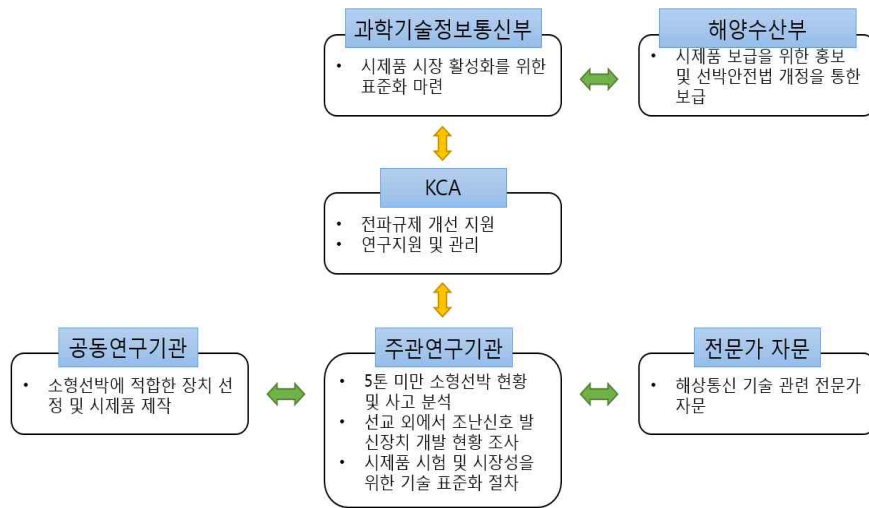 과학기술정보통신부
• 시제품 시장 활성화를 위한
표준화 마련
해양수산부
• 시제품 보급을 위한 홍보
및 선박안전법 개정을 통한
보급
KCA
• 전파규제 개선 지원
• 연구지원 및 관리
공동연구기관
• 소형선박에 적합한 장치 선
정 및 시제품 제작
주관연구기관
• 5톤 미만 소형선박 현황
및 사고 분석
• 선교 외에서 조난신호 발
신장치 개발 현황 조사
• 시제품 시험 및 시장성을
위한 기술 표준화 절차
전문가 자문
• 해상통신 기술 관련 전문가
자문